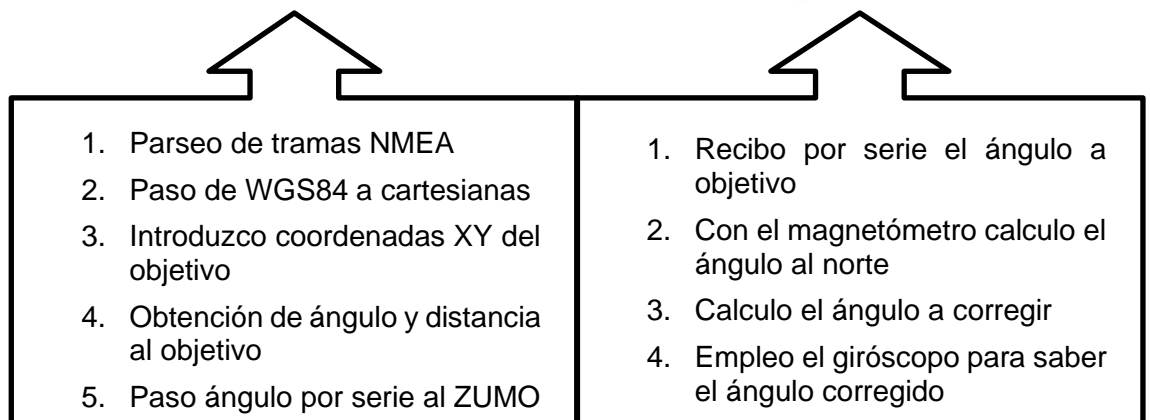 1. Parseo de tramas NMEA
2. Paso de WGS84 a cartesianas
3. Introduzco coordenadas XY del
objetivo
4. Obtención de ángulo y distancia
al objetivo
5. Paso ángulo por serie al ZUMO
1. Recibo por serie el ángulo a
objetivo
2. Con el magnetómetro calculo el
ángulo al norte
3. Calculo el ángulo a corregir
4. Empleo el giróscopo para saber
el ángulo corregido